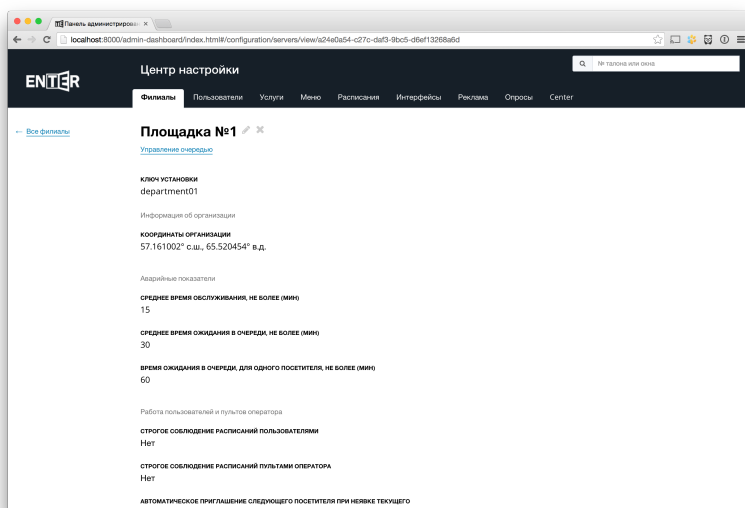 Панель администрирован
localhost:8000/admin-dashboard/index.html#/configuration/servers/view/a24e0a54-c27c-daf3-9bc5-d6ef13268a6d
ENTER
Центр настройки
№ талона или окна
Филиалы Пользователи Услуги Меню Расписания Интерфейсы Реклама Опросы Center
← Все филиалы
Площадка №1
Управление очередью
КЛЮЧ УСТАНОВКИ
department01
Информация об организации
КООРДИНАТЫ ОРГАНИЗАЦИИ
57.161002° с.ш., 65.520454° в.д.
Аварийные показатели
СРЕДНЕЕ ВРЕМЯ ОБСЛУЖИВАНИЯ, НЕ БОЛЕЕ (МИН)
15
СРЕДНЕЕ ВРЕМЯ ОЖИДАНИЯ В ОЧЕРЕДИ, НЕ БОЛЕЕ (МИН)
30
ВРЕМЯ ОЖИДАНИЯ В ОЧЕРЕДИ, ДЛЯ ОДНОГО ПОСЕТИТЕЛЯ, НЕ БОЛЕЕ (МИН)
60
Работа пользователей и пультов оператора
СТРОГОЕ СОБЛЮДЕНИЕ РАСПИСАНИЙ ПОЛЬЗОВАТЕЛЯМИ
Нет
СТРОГОЕ СОБЛЮДЕНИЕ РАСПИСАНИЙ ПУЛЬТАМИ ОПЕРАТОРА
Нет
АВТОМАТИЧЕСКОЕ ПРИГЛАШЕНИЕ СЛЕДУЮЩЕГО ПОСЕТИТЕЛЯ ПРИ НЕЯВКЕ ТЕКУЩЕГО